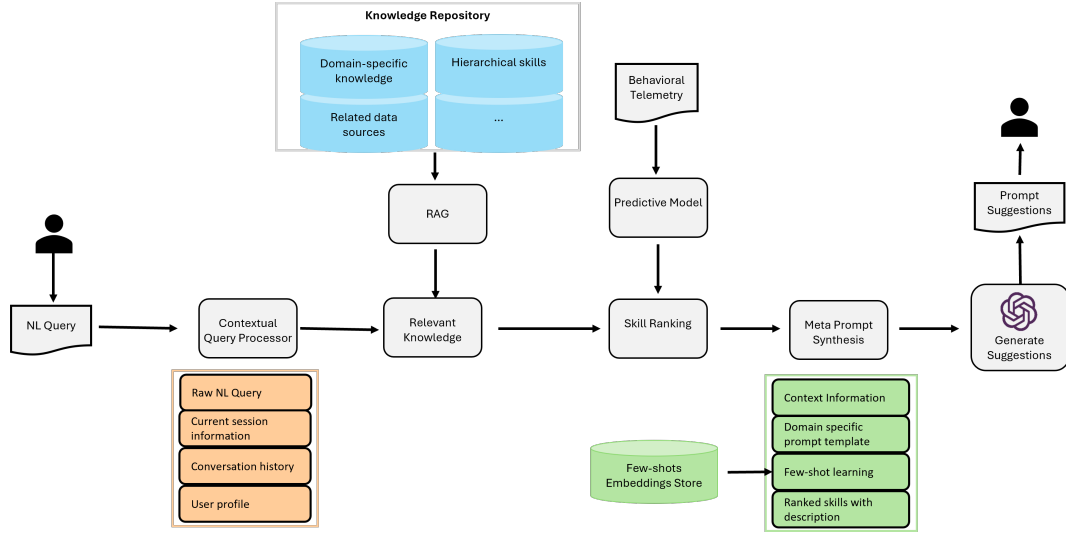 Knowledge Repository
Domain-specific
knowledge
Hierarchical skills
Related data
sources
...
Behavioral
Telemetry
RAG
Predictive Model
Prompt
Suggestions
NL Query
Contextual
Query Processor
Relevant
Knowledge
Skill Ranking
Meta Prompt
Synthesis
Generate
Suggestions
Raw NL Query
Current session
information
Conversation history
User profile
Few-shots
Embeddings Store
Context Information
Domain specific
prompt template
Few-shot learning
Ranked skills with
description